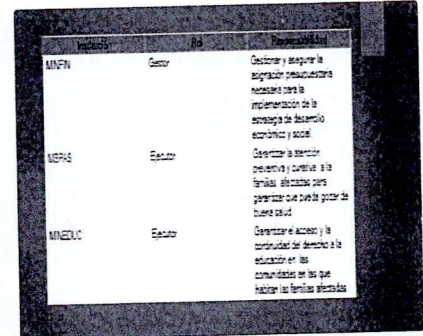 Institución Rol Responsabilidad
MINFIN Gestor Gestionar y asegurar la
asignación presupuestaria
necesaria para la
implementación de la
estrategia de desarrollo
económico y social
MSPAS Ejecutor Garantizar la atención
preventiva y curativa a la
familias afectadas para
garantizar que pueda gozar de
buena salud
MINEDUC Ejecutor Garantizar el acceso y la
continuidad del derecho a la
educación en las
comunidades en las que
habitan las familias afectadas